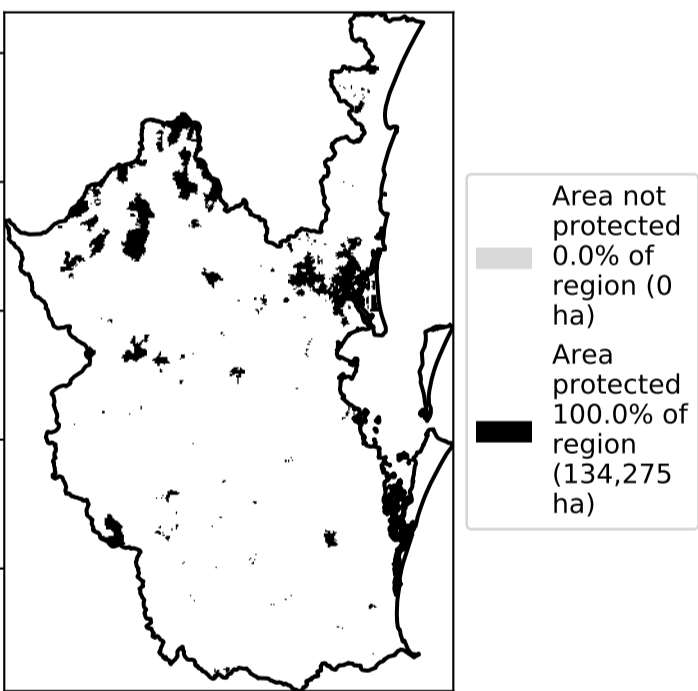 Area not
protected
0.0% of
region (0
ha)
Area
protected
100.0% of
region
(134,275
ha)